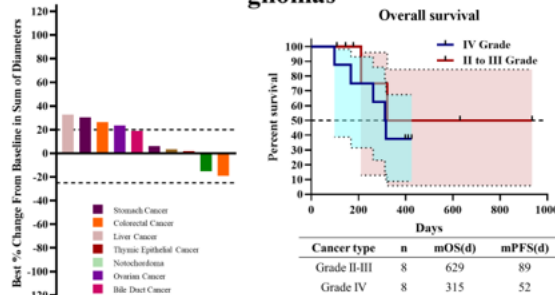 gliomas
Best % Change From Baseline in Sum of Diameters
120
100
80
60
40
20
0
-20
-40
-60
-80
-100
-120
Stomach Cancer
Colorectal Cancer
Liver Cancer
Thymic Epithelial Cancer
Notochordoma
Ovarian Cancer
Bile Duct Cancer
Overall survival
IV Grade
II to III Grade
Percent survival
100
90
80
70
60
50
40
30
20
10
0
0 200 400 600 800 1000
Days
Cancer type n mOS(d) mPFS(d)
Grade II-III 8 629 89
Grade IV 8 315 52